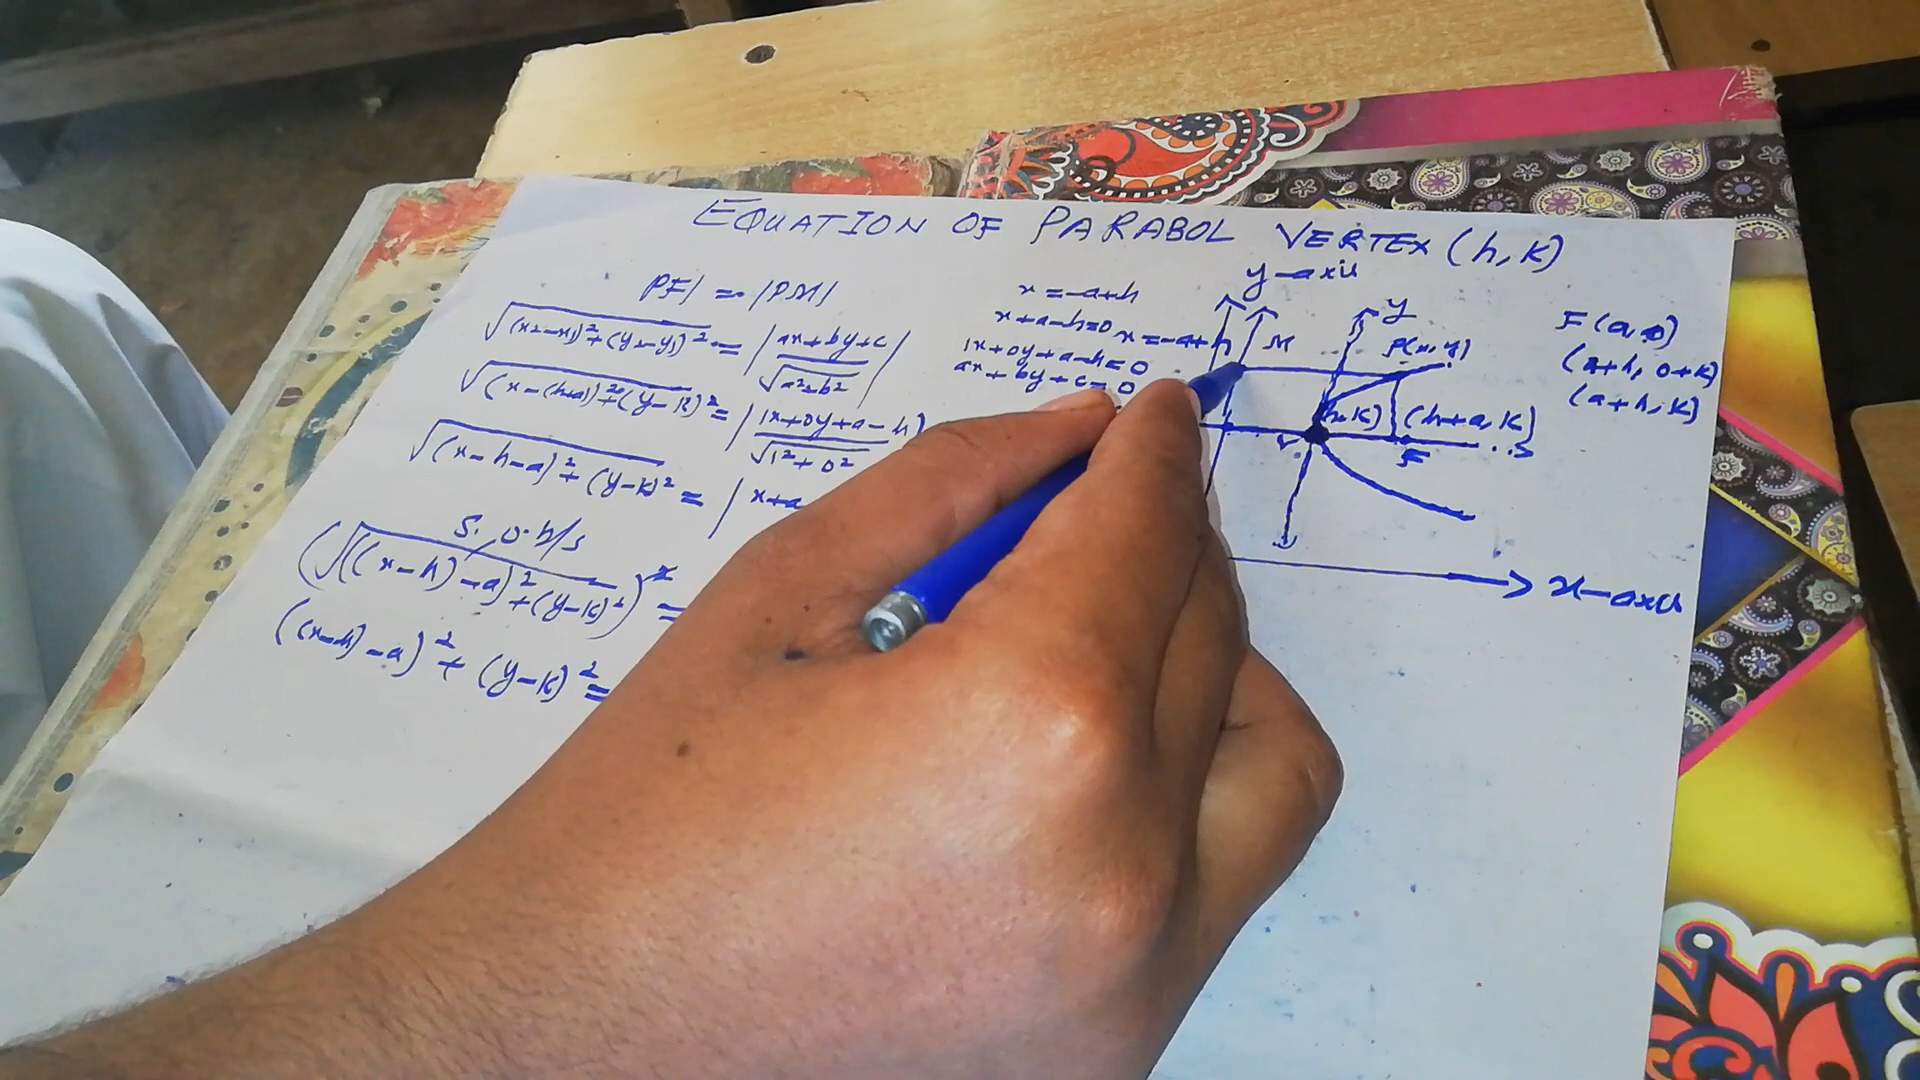 EQUATION OF PARABOL VERTEX (h, k)
PF| = |PM|
√(x₂-x₁)²+(y₂-y₁)² = |ax+by+c / √a²+b²|
√(x-(h+a))²+(y-k)² = |1x+0y+a-h / √1²+0²|
√(x-h-a)²+(y-k)² = |x+a
S. O. b/s
(√((x-h)-a)²+(y-k)²)² =
((x-h)-a)²+(y-k)² =
x=-a+h
x+a-h=0
1x+0y+a-h=0
ax+by+c=0
x=-a+h
y-axis
M
y
P(x, y)
(h, k)
(h+a, k)
F
x-axis
F(a, 0)
(a+h, 0+k)
(a+h, k)